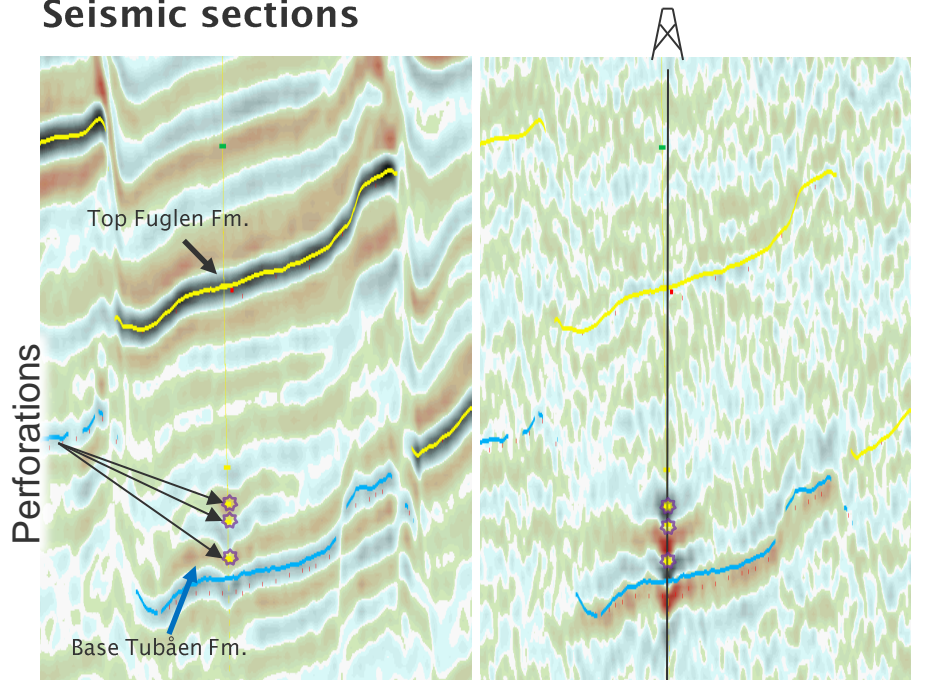 Seismic sections
Top Fuglen Fm.
Perforations
Base Tubåen Fm.